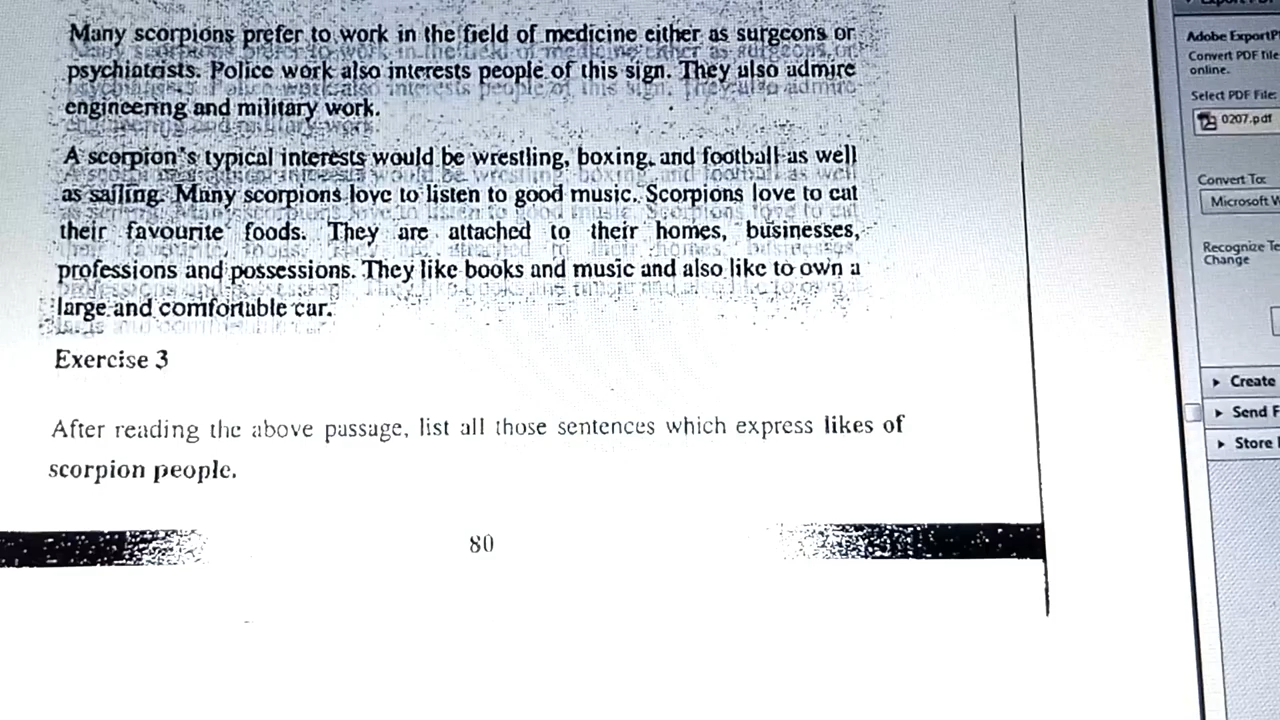 Many scorpions prefer to work in the field of medicine either as surgeons or
psychiatrists. Police work also interests people of this sign. They also admire
engineering and military work.
A scorpion's typical interests would be wrestling, boxing, and football as well
as sailing. Many scorpions love to listen to good music. Scorpions love to eat
their favourite foods. They are attached to their homes, businesses,
professions and possessions. They like books and music and also like to own a
large and comfortable car.
Exercise 3
After reading the above passage, list all those sentences which express likes of
scorpion people.
80
Adobe ExportP
Convert PDF file
online.
Select PDF File:
0207.pdf
Convert To:
Microsoft W
Recognize Te
Change
Create
Send F
Store